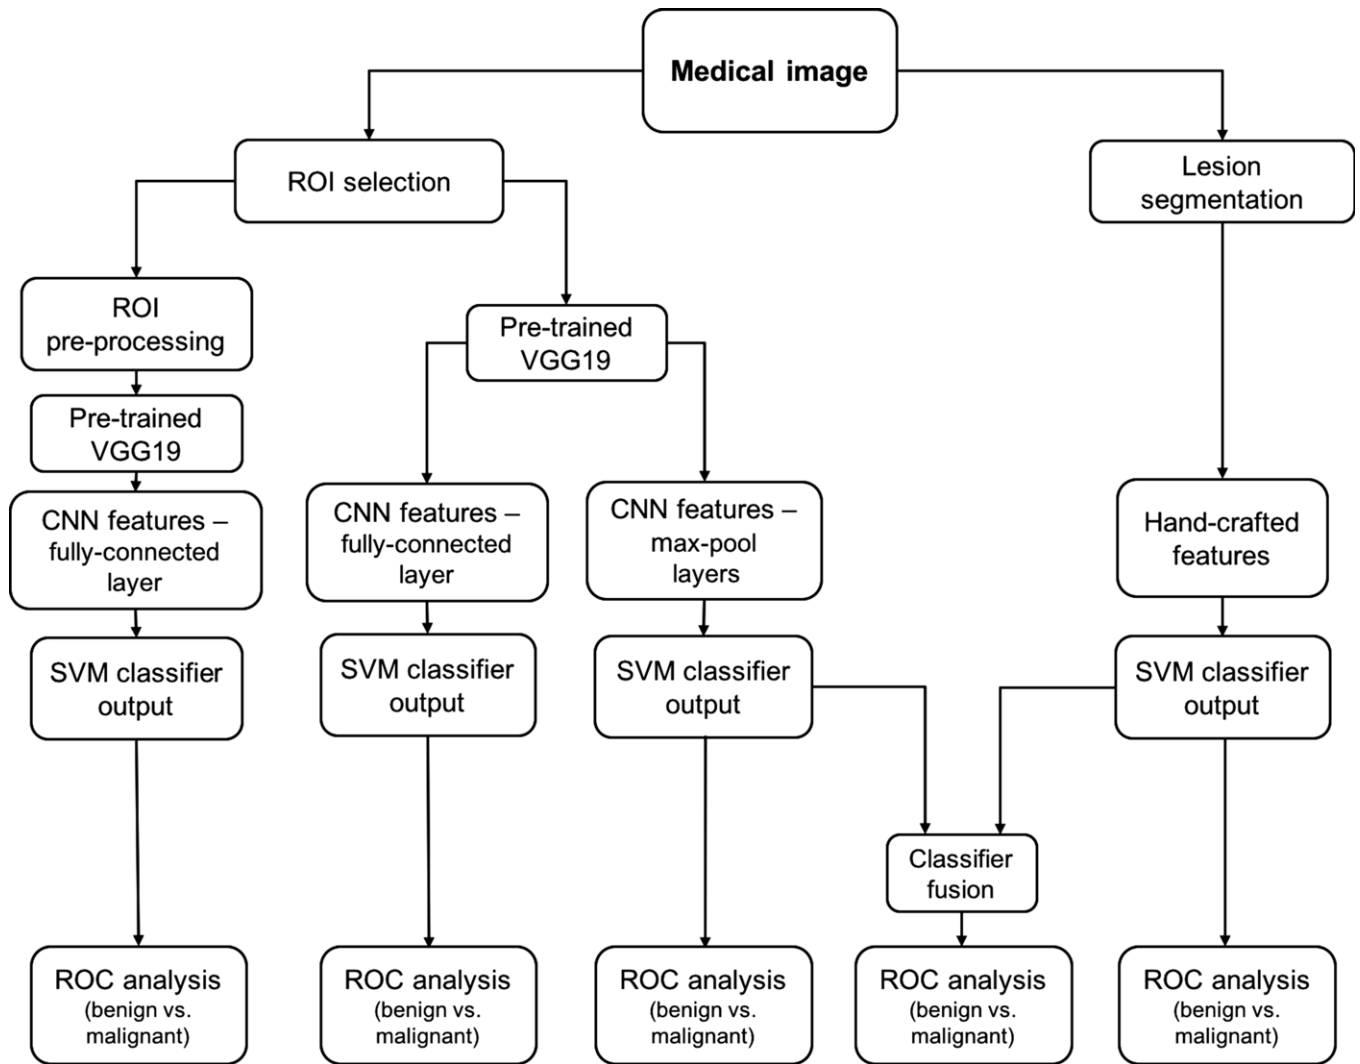 Medical image
ROI selection
Lesion
segmentation
ROI
pre-processing
Pre-trained
VGG19
Pre-trained
VGG19
CNN features –
fully-connected
layer
CNN features –
fully-connected
layer
CNN features –
max-pool
layers
Hand-crafted
features
SVM classifier
output
SVM classifier
output
SVM classifier
output
SVM classifier
output
Classifier
fusion
ROC analysis
(benign vs.
malignant)
ROC analysis
(benign vs.
malignant)
ROC analysis
(benign vs.
malignant)
ROC analysis
(benign vs.
malignant)
ROC analysis
(benign vs.
malignant)